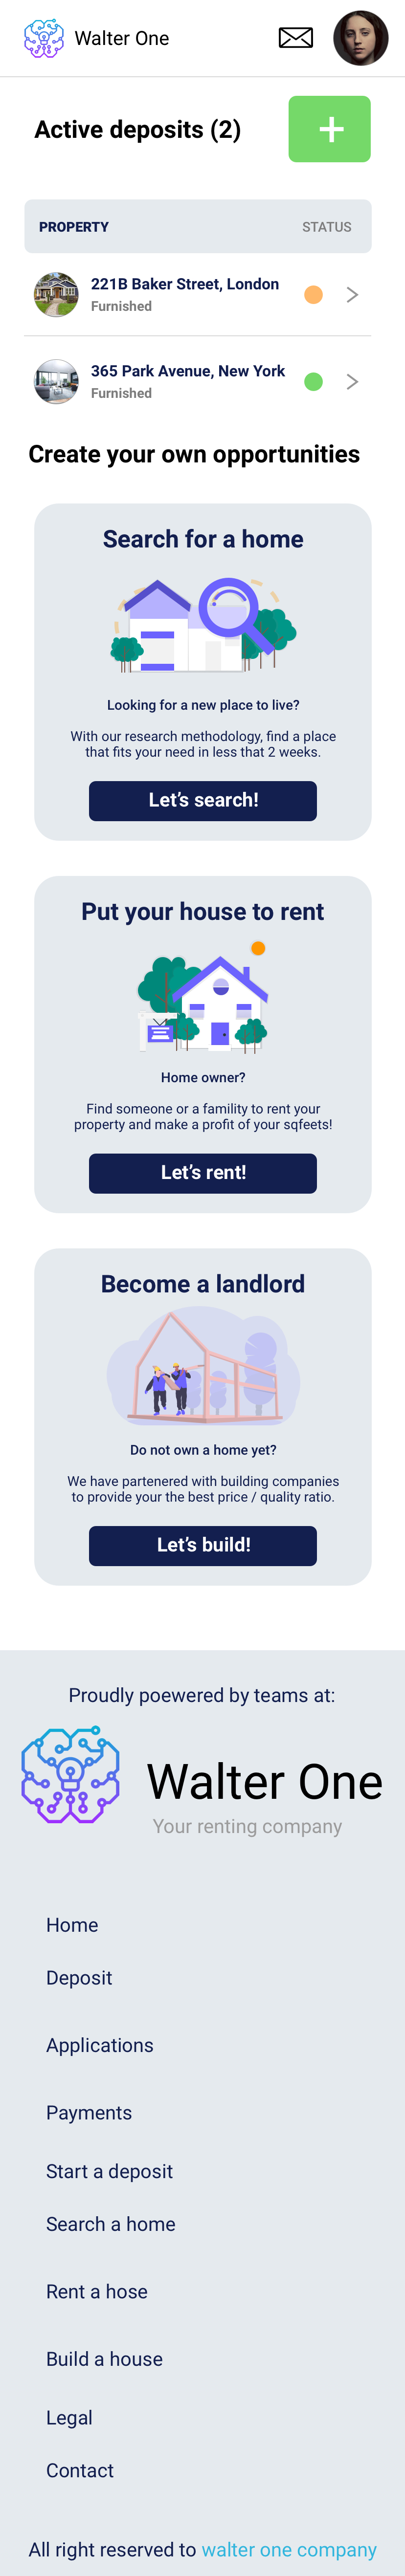 Walter One
Active deposits (2)
+
PROPERTY STATUS
221B Baker Street, London
Furnished
365 Park Avenue, New York
Furnished
Create your own opportunities
Search for a home
Looking for a new place to live?
With our research methodology, find a place
that fits your need in less that 2 weeks.
Let's search!
Put your house to rent
Home owner?
Find someone or a famility to rent your
property and make a profit of your sqfeets!
Let's rent!
Become a landlord
Do not own a home yet?
We have partenered with building companies
to provide your the best price / quality ratio.
Let's build!
Proudly poewered by teams at:
Walter One
Your renting company
Home
Deposit
Applications
Payments
Start a deposit
Search a home
Rent a hose
Build a house
Legal
Contact
All right reserved to walter one company